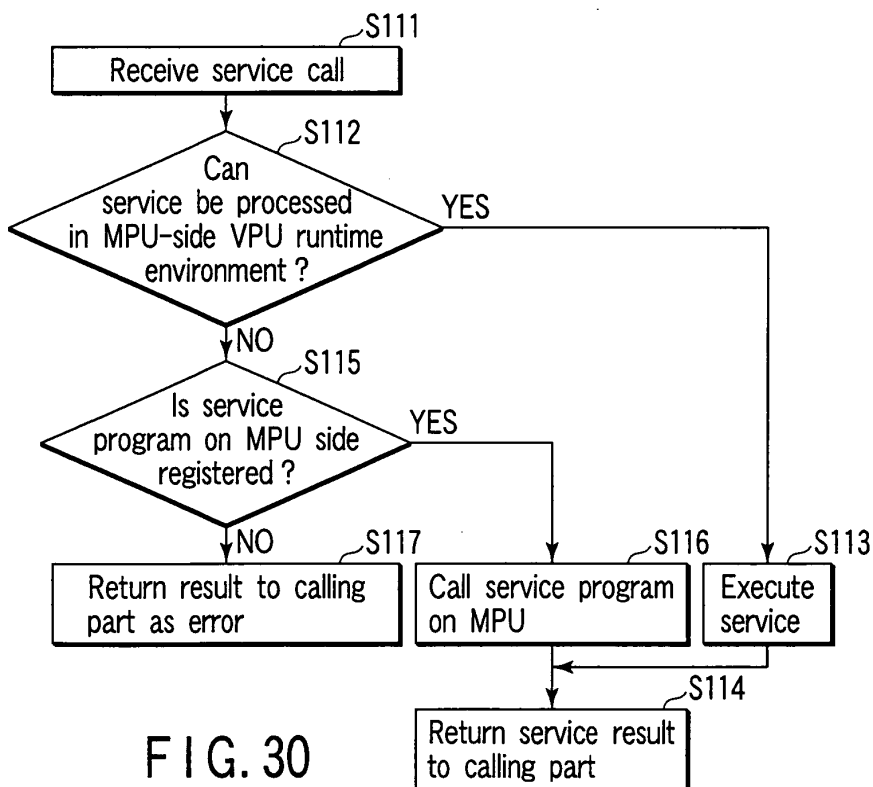 S111
Receive service call
S112
Can
service be processed
in MPU-side VPU runtime
environment ?
YES
NO
S115
Is service
program on MPU side
registered ?
YES
NO
S117
Return result to calling
part as error
S116
Call service program
on MPU
S113
Execute
service
S114
Return service result
to calling part
FIG. 30